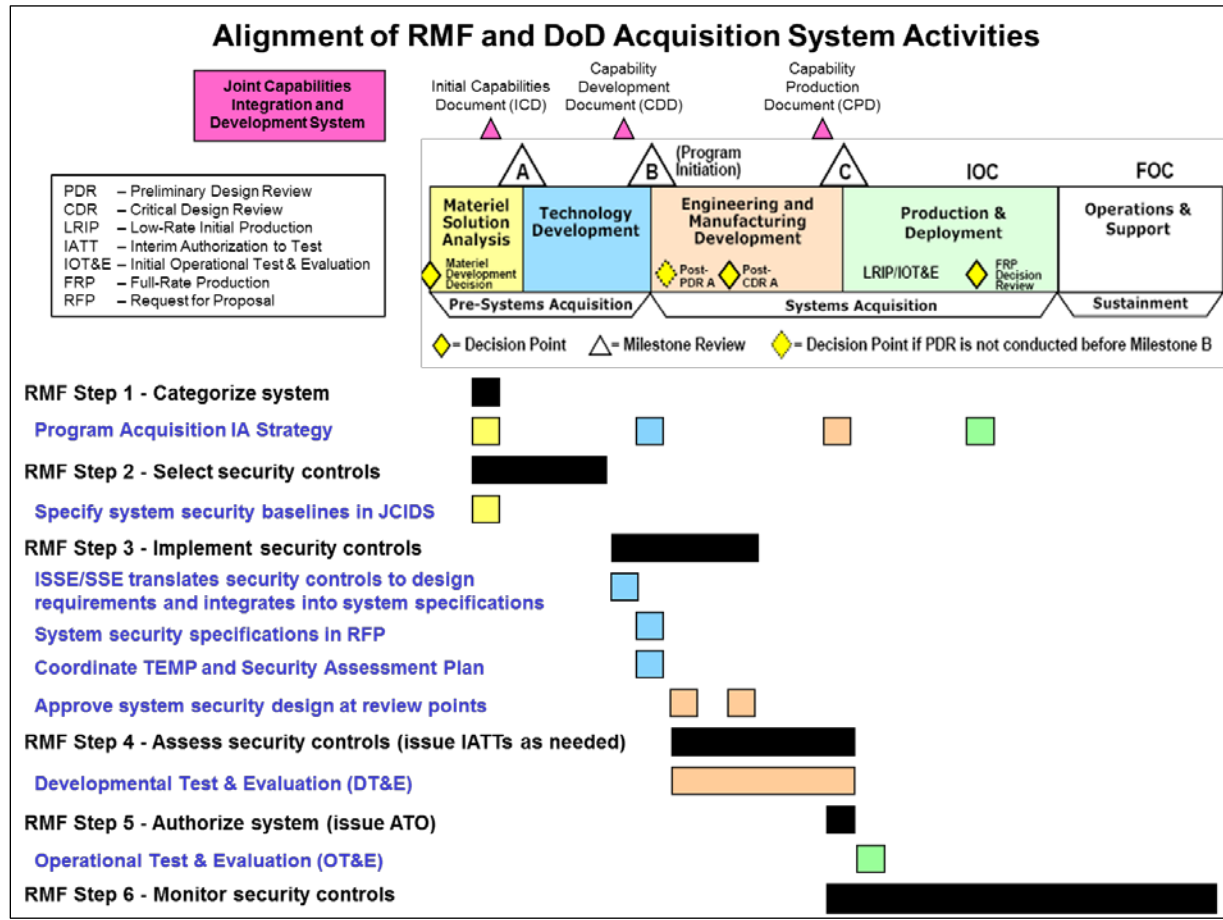 Alignment of RMF and DoD Acquisition System Activities
Joint Capabilities
Integration and
Development System
Initial Capabilities
Document (ICD)
Capability
Development
Document (CDD)
Capability
Production
Document (CPD)
PDR – Preliminary Design Review
CDR – Critical Design Review
LRIP – Low-Rate Initial Production
IATT – Interim Authorization to Test
IOT&E – Initial Operational Test & Evaluation
FRP – Full-Rate Production
RFP – Request for Proposal
A
B
(Program
Initiation)
C
IOC
FOC
Materiel
Solution
Analysis
Technology
Development
Engineering and
Manufacturing
Development
Production &
Deployment
Operations &
Support
Materiel
Development
Decision
Post-
PDR A
Post-
CDR A
LRIP/IOT&E
FRP
Decision
Review
Pre-Systems Acquisition
Systems Acquisition
Sustainment
= Decision Point
= Milestone Review
= Decision Point if PDR is not conducted before Milestone B
RMF Step 1 - Categorize system
Program Acquisition IA Strategy
RMF Step 2 - Select security controls
Specify system security baselines in JCIDS
RMF Step 3 - Implement security controls
ISSE/SSE translates security controls to design
requirements and integrates into system specifications
System security specifications in RFP
Coordinate TEMP and Security Assessment Plan
Approve system security design at review points
RMF Step 4 - Assess security controls (issue IATTs as needed)
Developmental Test & Evaluation (DT&E)
RMF Step 5 - Authorize system (issue ATO)
Operational Test & Evaluation (OT&E)
RMF Step 6 - Monitor security controls